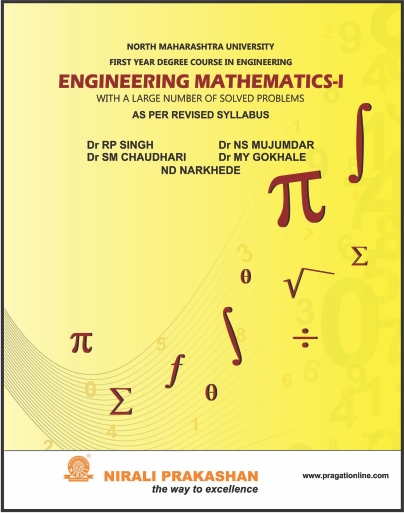 NORTH MAHARASHTRA UNIVERSITY
FIRST YEAR DEGREE COURSE IN ENGINEERING
ENGINEERING MATHEMATICS-I
WITH A LARGE NUMBER OF SOLVED PROBLEMS
AS PER REVISED SYLLABUS
Dr RP SINGH Dr NS MUJUMDAR
Dr SM CHAUDHARI Dr MY GOKHALE
ND NARKHEDE
∫
π
Σ
θ √
π ∫ ÷
f
Σ θ
NIRALI PRAKASHAN
the way to excellence
www.pragationline.com